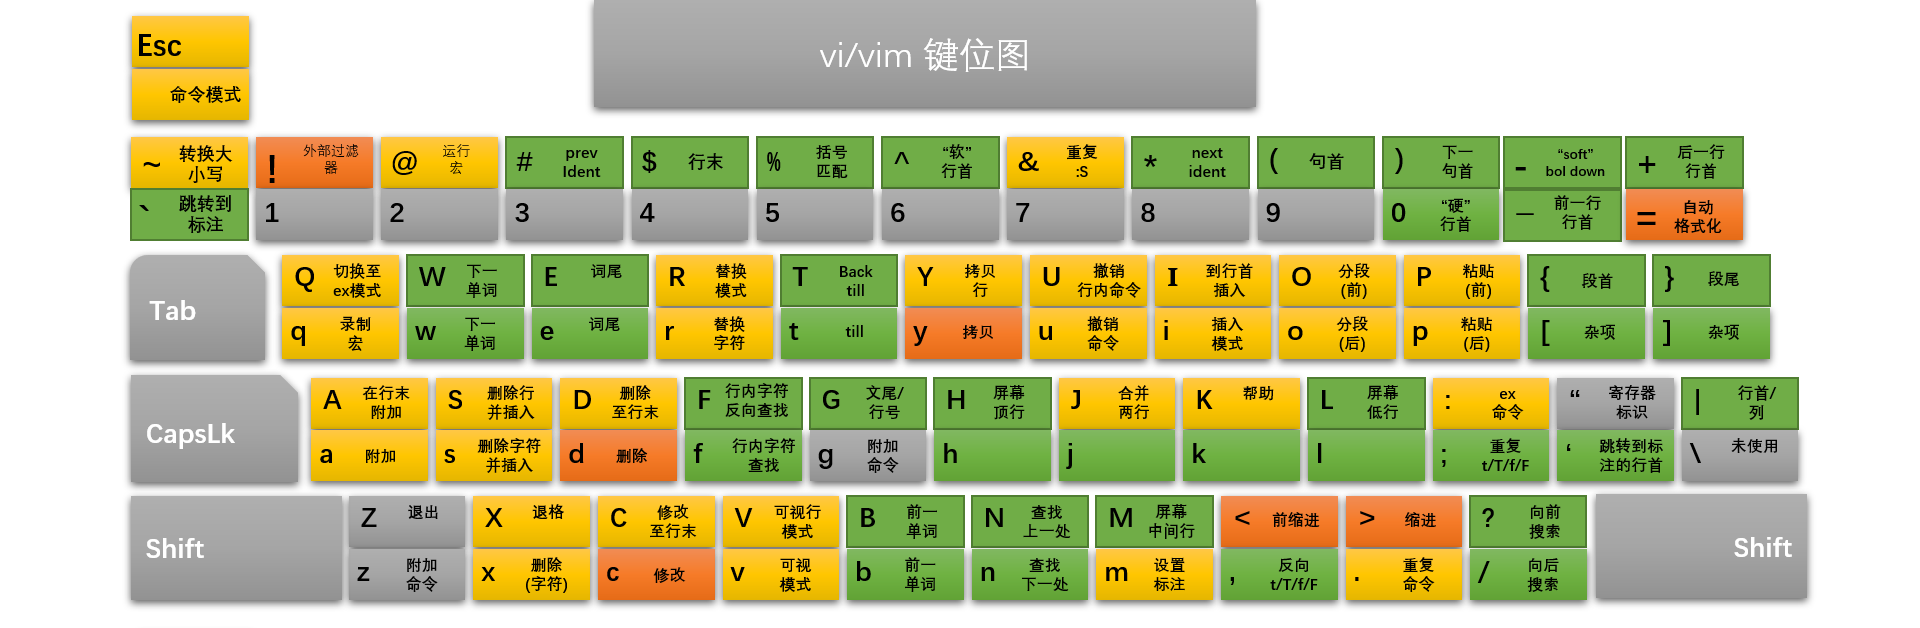 Esc
命令模式
vi/vim 键位图
~ 转换大
小写
! 外部过滤
器
@ 运行
宏
# prev
Ident
$ 行末
% 括号
匹配
^ “软”
行首
& 重复
:S
* next
ident
( 句首
) 下一
句首
- “soft”
bol down
+ 后一行
行首
` 跳转到
标注
1
2
3
4
5
6
7
8
9
0 “硬”
行首
— 前一行
行首
= 自动
格式化
Tab
Q 切换至
ex模式
W 下一
单词
E 词尾
R 替换
模式
T Back
till
Y 拷贝
行
U 撤销
行内命令
I 到行首
插入
O 分段
(前)
P 粘贴
(前)
{ 段首
} 段尾
q 录制
宏
w 下一
单词
e 词尾
r 替换
字符
t till
y 拷贝
u 撤销
命令
i 插入
模式
o 分段
(后)
p 粘贴
(后)
[ 杂项
] 杂项
CapsLk
A 在行末
附加
S 删除行
并插入
D 删除
至行末
F 行内字符
反向查找
G 文尾/
行号
H 屏幕
顶行
J 合并
两行
K 帮助
L 屏幕
低行
: ex
命令
“ 寄存器
标识
| 行首/
列
a 附加
s 删除字符
并插入
d 删除
f 行内字符
查找
g 附加
命令
h
j
k
l
; 重复
t/T/f/F
‘ 跳转到标
注的行首
\ 未使用
Shift
Z 退出
X 退格
C 修改
至行末
V 可视行
模式
B 前一
单词
N 查找
上一处
M 屏幕
中间行
< 前缩进
> 缩进
? 向前
搜索
Shift
z 附加
命令
x 删除
(字符)
c 修改
v 可视
模式
b 前一
单词
n 查找
下一处
m 设置
标注
, 反向
t/T/f/F
. 重复
命令
/ 向后
搜索